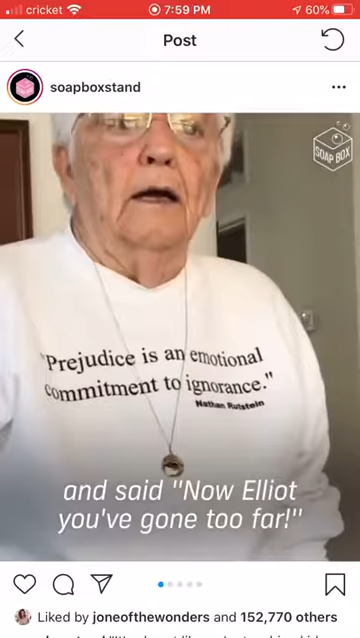 cricket
7:59 PM
60%
Post
soapboxstand
SOAP BOX
"Prejudice is an emotional
commitment to ignorance."
Nathan Rutstein
and said "Now Elliot
you've gone too far!"
Liked by joneofthewonders and 152,770 others